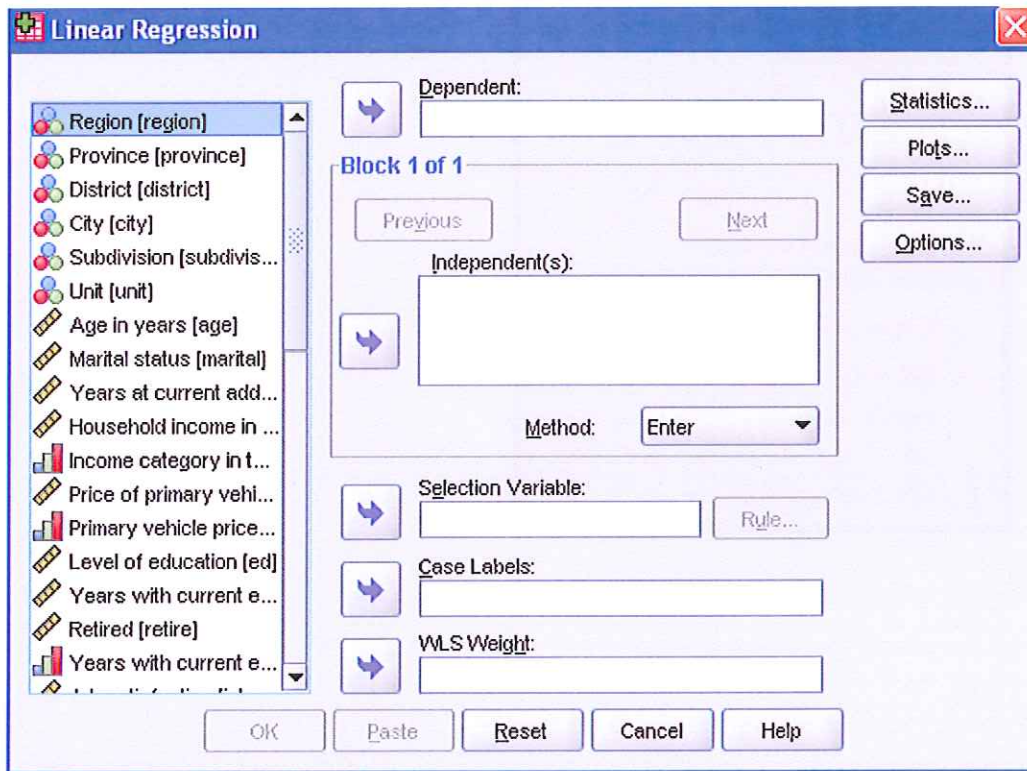 Linear Regression
Region [region]
Province [province]
District [district]
City [city]
Subdivision [subdivis...
Unit [unit]
Age in years [age]
Marital status [marital]
Years at current add...
Household income in ...
Income category in t...
Price of primary vehi...
Primary vehicle price...
Level of education [ed]
Years with current e...
Retired [retire]
Years with current e...
Dependent:
Block 1 of 1
Previous
Next
Independent(s):
Method:
Enter
Selection Variable:
Rule...
Case Labels:
WLS Weight:
Statistics...
Plots...
Save...
Options...
OK
Paste
Reset
Cancel
Help